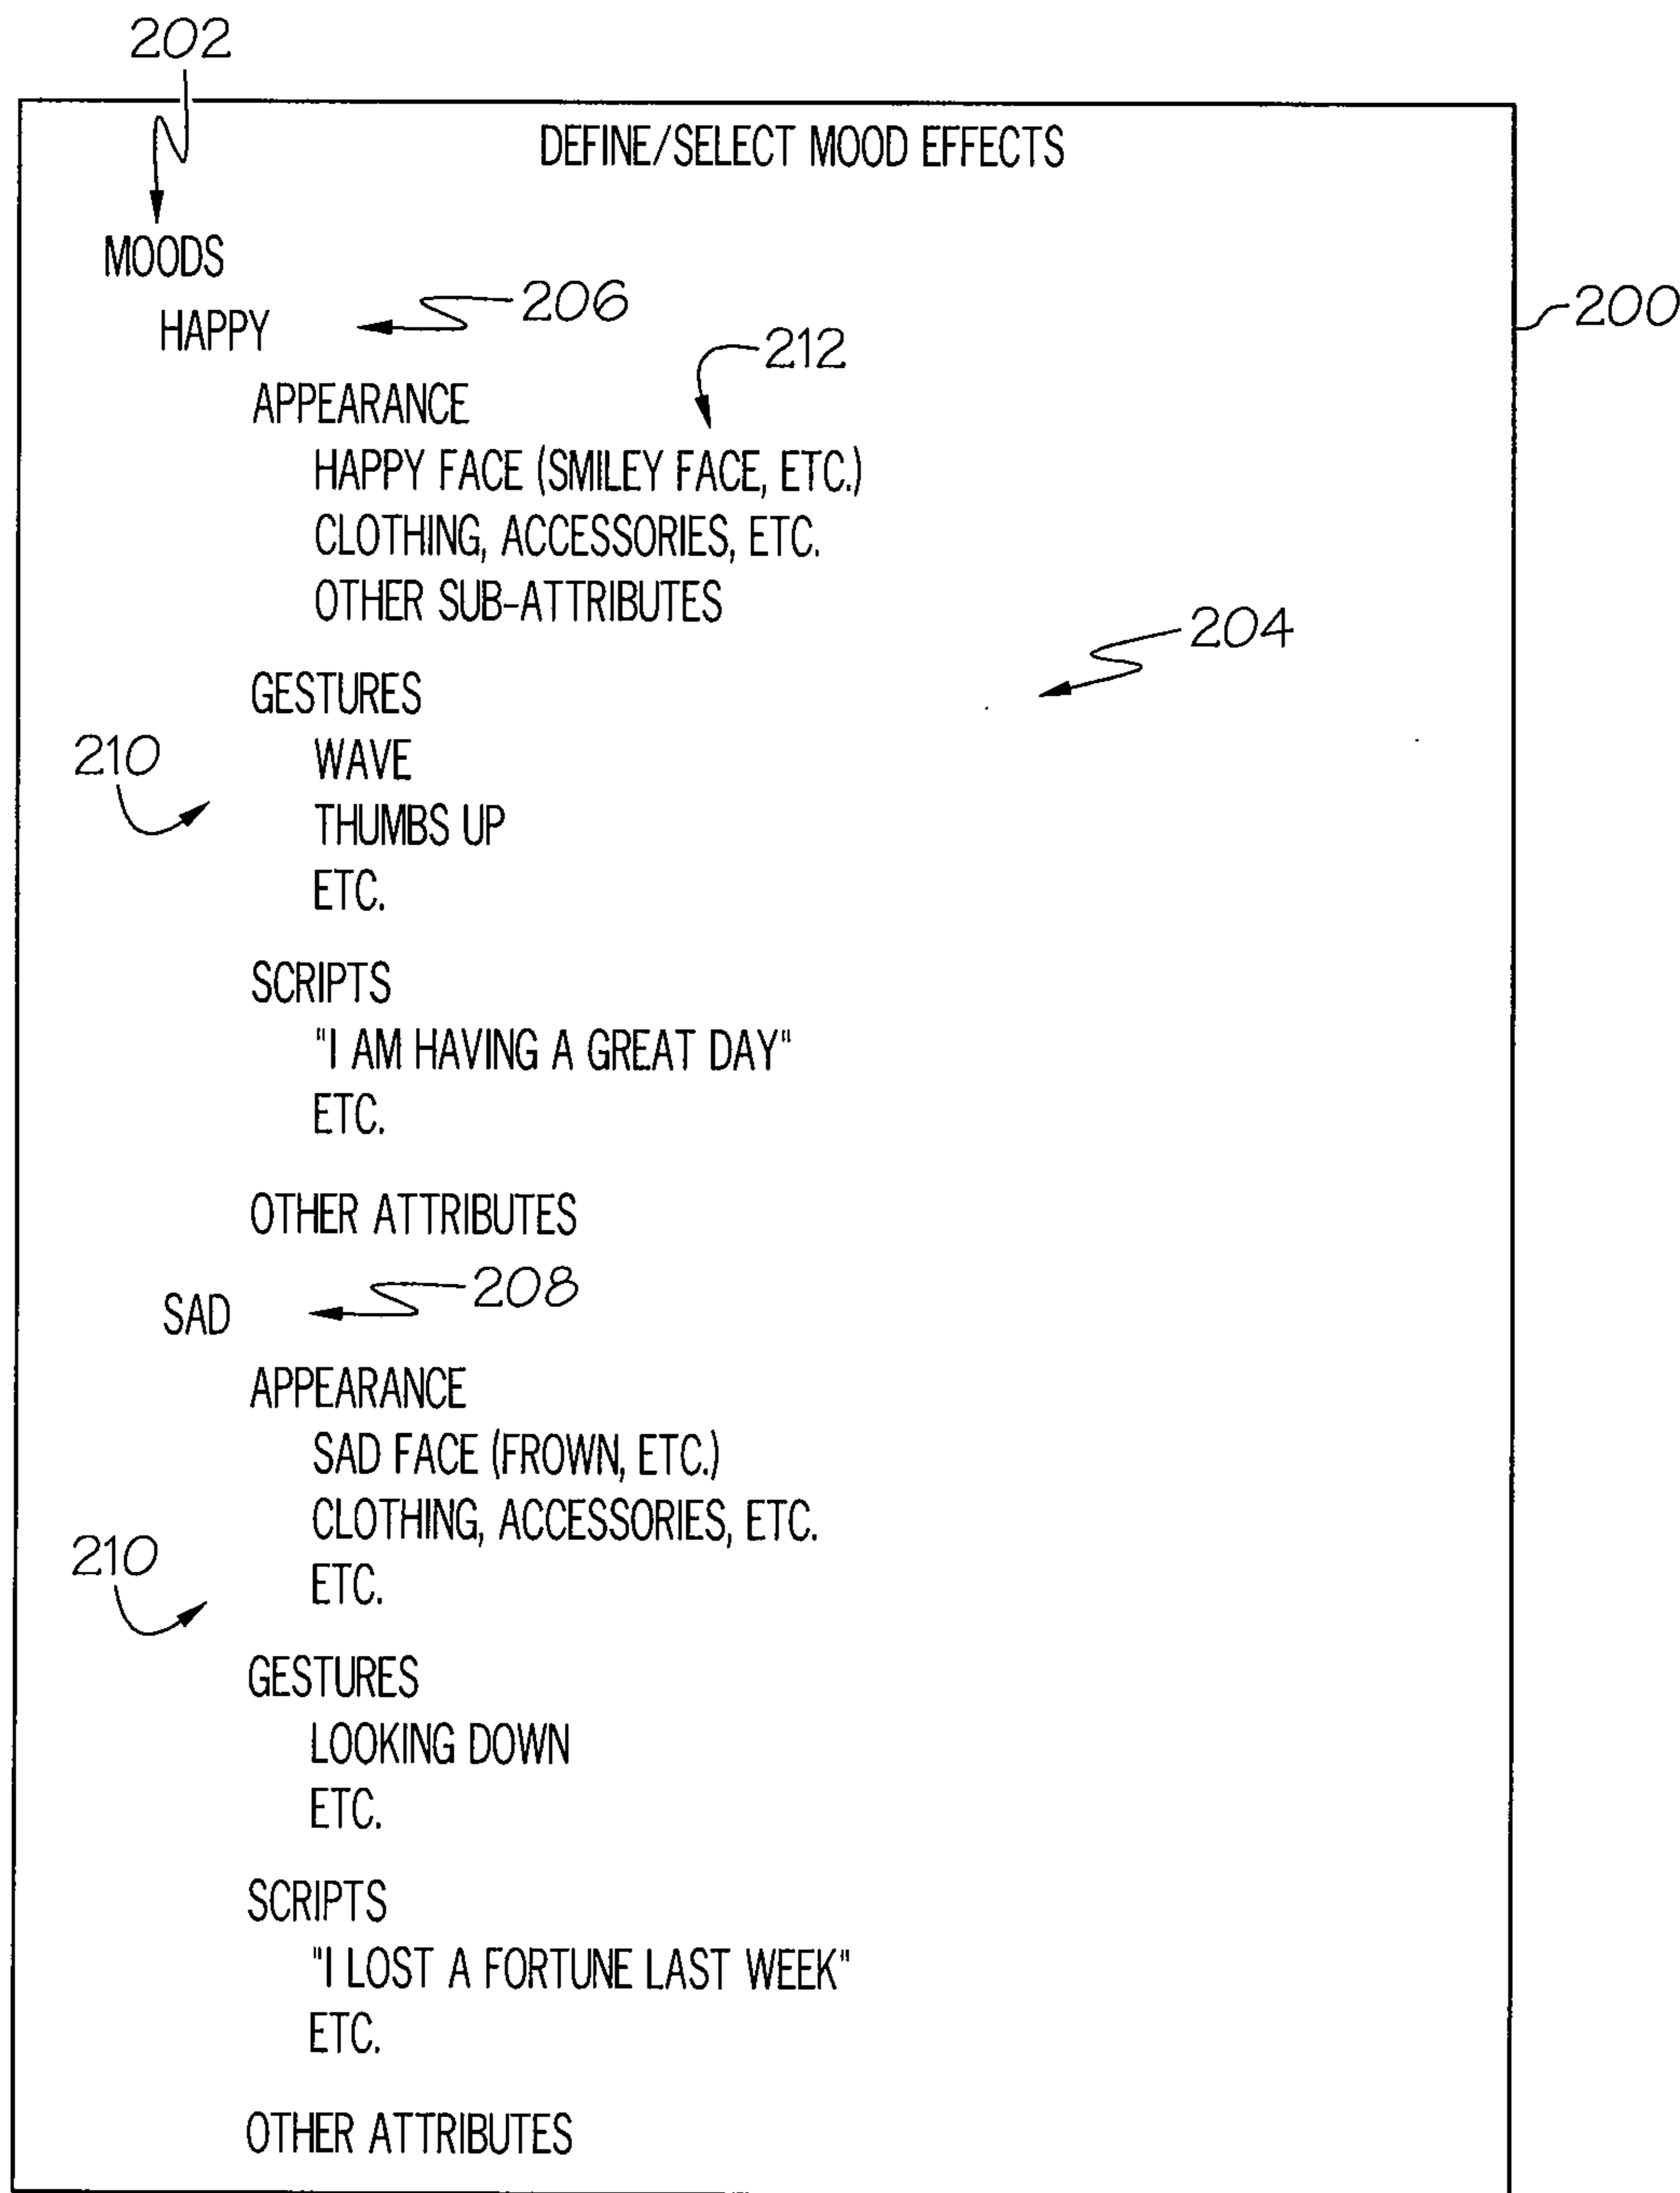 202
DEFINE/SELECT MOOD EFFECTS
MOODS
206
200
HAPPY
212
APPEARANCE
HAPPY FACE (SMILEY FACE, ETC.)
CLOTHING, ACCESSORIES, ETC.
OTHER SUB-ATTRIBUTES
204
GESTURES
210
WAVE
THUMBS UP
ETC.
SCRIPTS
"I AM HAVING A GREAT DAY"
ETC.
OTHER ATTRIBUTES
208
SAD
APPEARANCE
SAD FACE (FROWN, ETC.)
CLOTHING, ACCESSORIES, ETC.
210
ETC.
GESTURES
LOOKING DOWN
ETC.
SCRIPTS
"I LOST A FORTUNE LAST WEEK"
ETC.
OTHER ATTRIBUTES